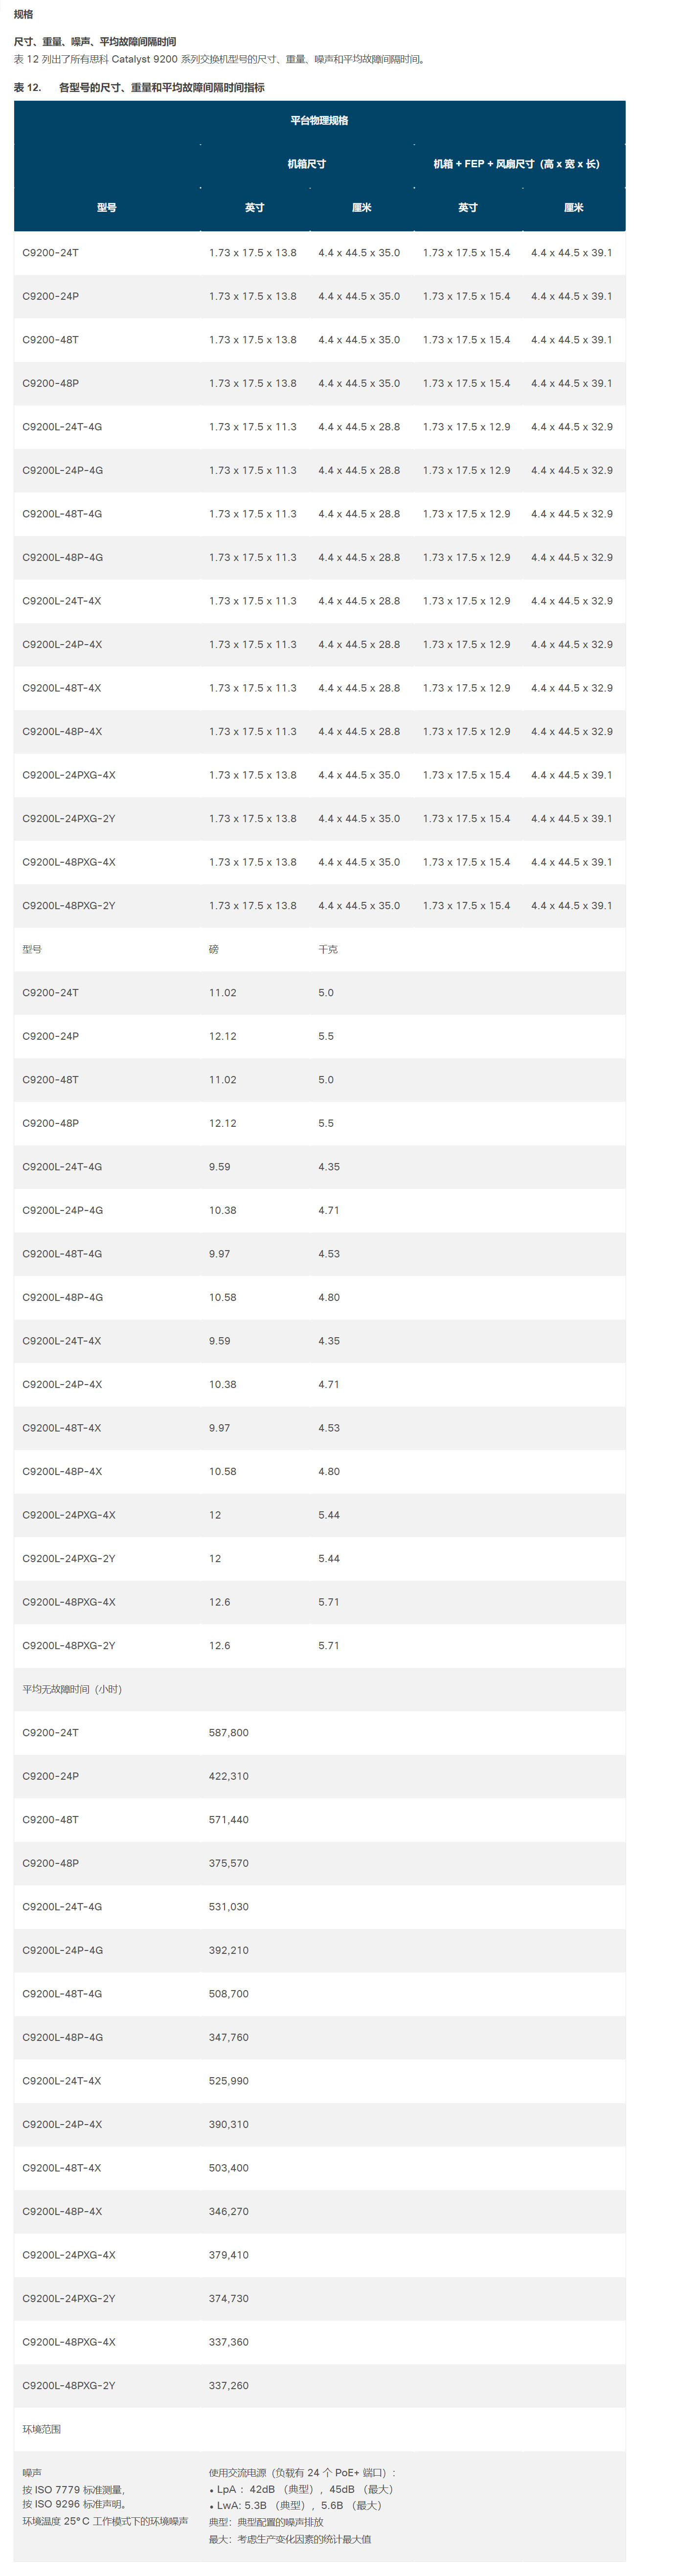 规格
尺寸、重量、噪声、平均故障间隔时间
表 12 列出了所有思科 Catalyst 9200 系列交换机型号的尺寸、重量、噪声和平均故障间隔时间。
表 12. 各型号的尺寸、重量和平均故障间隔时间指标
平台物理规格
机箱尺寸 机箱 + FEP + 风扇尺寸（高 x 宽 x 长）
型号 英寸 厘米 英寸 厘米
C9200-24T 1.73 x 17.5 x 13.8 4.4 x 44.5 x 35.0 1.73 x 17.5 x 15.4 4.4 x 44.5 x 39.1
C9200-24P 1.73 x 17.5 x 13.8 4.4 x 44.5 x 35.0 1.73 x 17.5 x 15.4 4.4 x 44.5 x 39.1
C9200-48T 1.73 x 17.5 x 13.8 4.4 x 44.5 x 35.0 1.73 x 17.5 x 15.4 4.4 x 44.5 x 39.1
C9200-48P 1.73 x 17.5 x 13.8 4.4 x 44.5 x 35.0 1.73 x 17.5 x 15.4 4.4 x 44.5 x 39.1
C9200L-24T-4G 1.73 x 17.5 x 11.3 4.4 x 44.5 x 28.8 1.73 x 17.5 x 12.9 4.4 x 44.5 x 32.9
C9200L-24P-4G 1.73 x 17.5 x 11.3 4.4 x 44.5 x 28.8 1.73 x 17.5 x 12.9 4.4 x 44.5 x 32.9
C9200L-48T-4G 1.73 x 17.5 x 11.3 4.4 x 44.5 x 28.8 1.73 x 17.5 x 12.9 4.4 x 44.5 x 32.9
C9200L-48P-4G 1.73 x 17.5 x 11.3 4.4 x 44.5 x 28.8 1.73 x 17.5 x 12.9 4.4 x 44.5 x 32.9
C9200L-24T-4X 1.73 x 17.5 x 11.3 4.4 x 44.5 x 28.8 1.73 x 17.5 x 12.9 4.4 x 44.5 x 32.9
C9200L-24P-4X 1.73 x 17.5 x 11.3 4.4 x 44.5 x 28.8 1.73 x 17.5 x 12.9 4.4 x 44.5 x 32.9
C9200L-48T-4X 1.73 x 17.5 x 11.3 4.4 x 44.5 x 28.8 1.73 x 17.5 x 12.9 4.4 x 44.5 x 32.9
C9200L-48P-4X 1.73 x 17.5 x 11.3 4.4 x 44.5 x 28.8 1.73 x 17.5 x 12.9 4.4 x 44.5 x 32.9
C9200L-24PXG-4X 1.73 x 17.5 x 13.8 4.4 x 44.5 x 35.0 1.73 x 17.5 x 15.4 4.4 x 44.5 x 39.1
C9200L-24PXG-2Y 1.73 x 17.5 x 13.8 4.4 x 44.5 x 35.0 1.73 x 17.5 x 15.4 4.4 x 44.5 x 39.1
C9200L-48PXG-4X 1.73 x 17.5 x 13.8 4.4 x 44.5 x 35.0 1.73 x 17.5 x 15.4 4.4 x 44.5 x 39.1
C9200L-48PXG-2Y 1.73 x 17.5 x 13.8 4.4 x 44.5 x 35.0 1.73 x 17.5 x 15.4 4.4 x 44.5 x 39.1
型号 磅 千克
C9200-24T 11.02 5.0
C9200-24P 12.12 5.5
C9200-48T 11.02 5.0
C9200-48P 12.12 5.5
C9200L-24T-4G 9.59 4.35
C9200L-24P-4G 10.38 4.71
C9200L-48T-4G 9.97 4.53
C9200L-48P-4G 10.58 4.80
C9200L-24T-4X 9.59 4.35
C9200L-24P-4X 10.38 4.71
C9200L-48T-4X 9.97 4.53
C9200L-48P-4X 10.58 4.80
C9200L-24PXG-4X 12 5.44
C9200L-24PXG-2Y 12 5.44
C9200L-48PXG-4X 12.6 5.71
C9200L-48PXG-2Y 12.6 5.71
平均无故障时间（小时）
C9200-24T 587,800
C9200-24P 422,310
C9200-48T 571,440
C9200-48P 375,570
C9200L-24T-4G 531,030
C9200L-24P-4G 392,210
C9200L-48T-4G 508,700
C9200L-48P-4G 347,760
C9200L-24T-4X 525,990
C9200L-24P-4X 390,310
C9200L-48T-4X 503,400
C9200L-48P-4X 346,270
C9200L-24PXG-4X 379,410
C9200L-24PXG-2Y 374,730
C9200L-48PXG-4X 337,360
C9200L-48PXG-2Y 337,260
环境范围
噪声
按 ISO 7779 标准测量，
按 ISO 9296 标准声明。
环境温度 25°C 工作模式下的环境噪声
使用交流电源（负载有 24 个 PoE+ 端口）：
• LpA： 42dB （典型），45dB （最大）
• LwA: 5.3B （典型），5.6B （最大）
典型：典型配置的噪声排放
最大：考虑生产变化因素的统计最大值